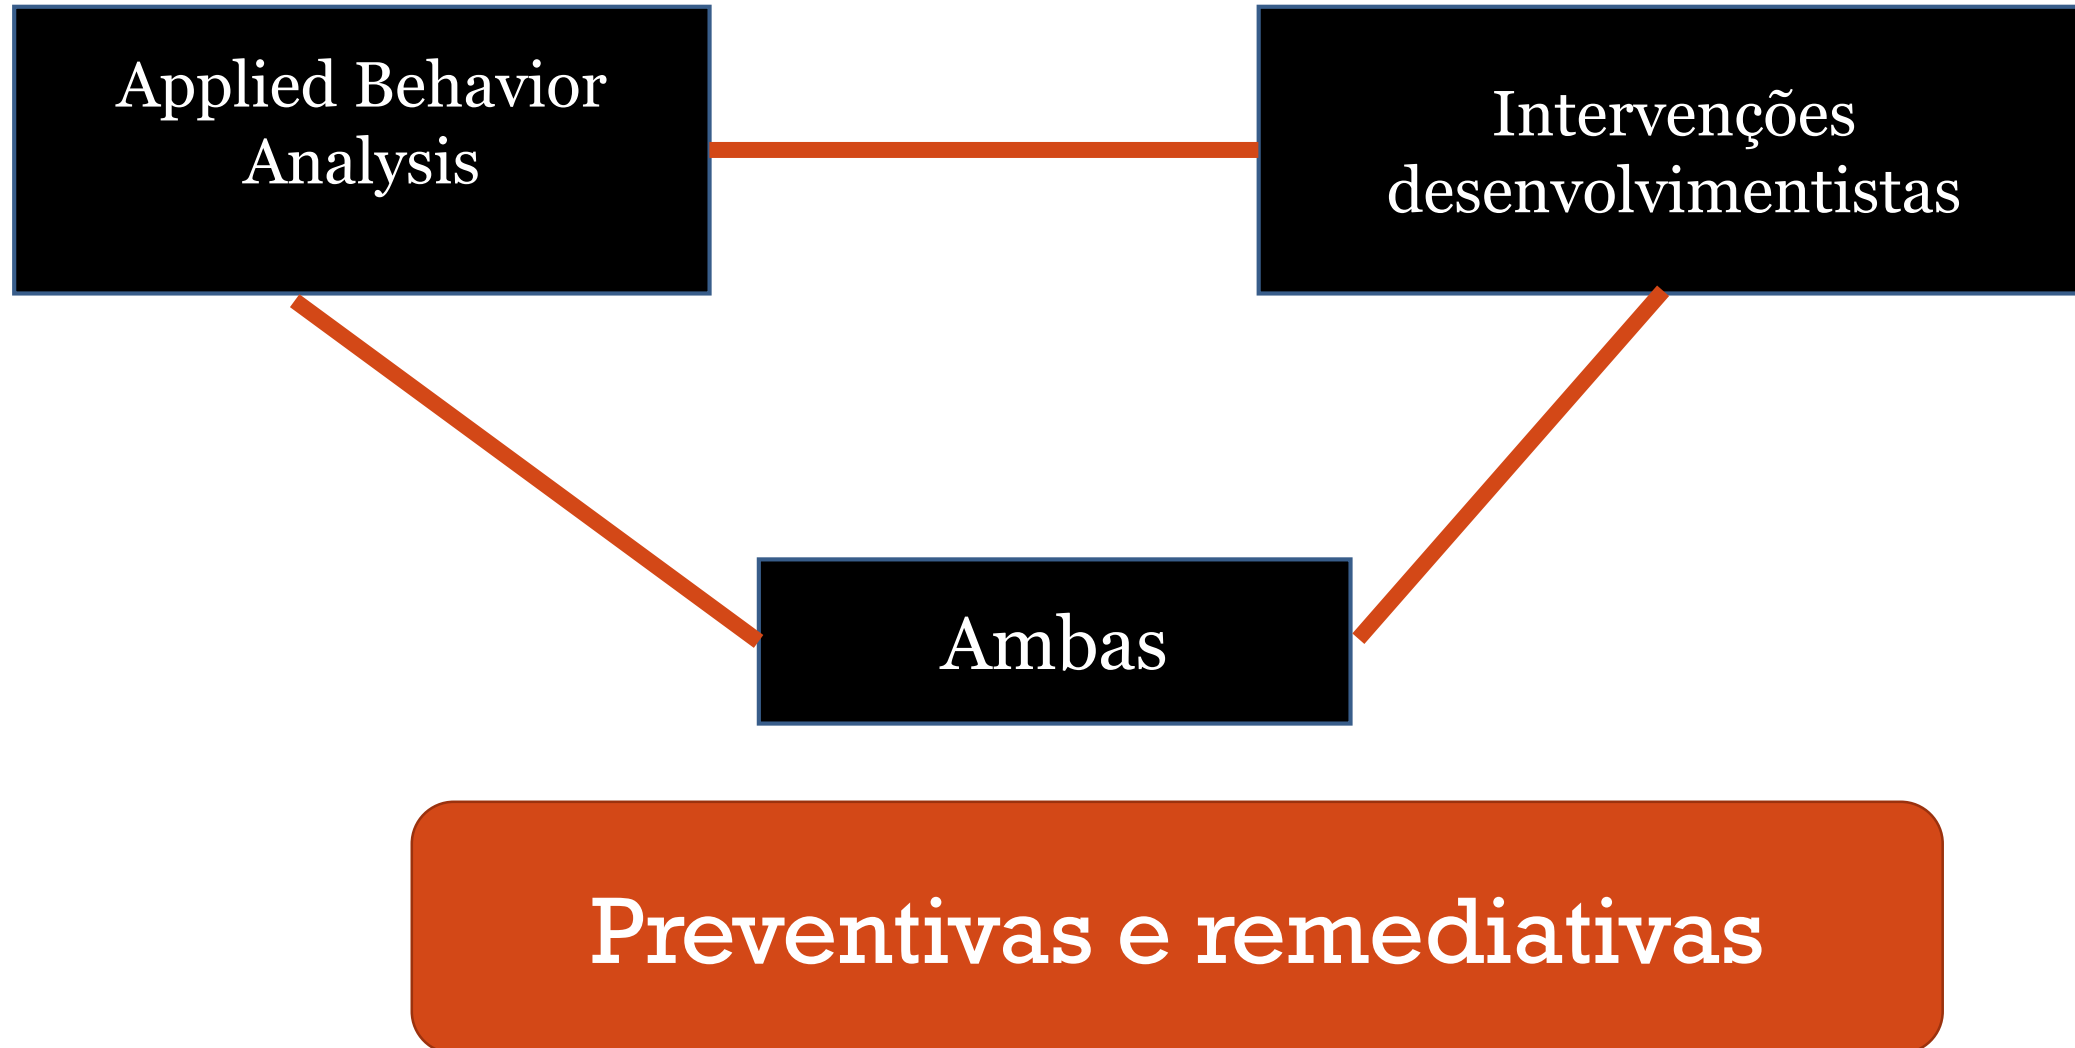 Applied Behavior
Analysis
Intervenções
desenvolvimentistas
Ambas
Preventivas e remediativas